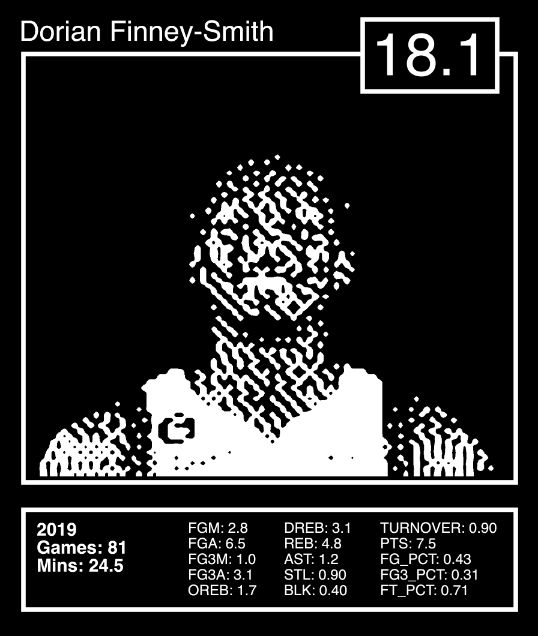 Dorian Finney-Smith
18.1
2019
Games: 81
Mins: 24.5
FGM: 2.8
FGA: 6.5
FG3M: 1.0
FG3A: 3.1
OREB: 1.7
DREB: 3.1
REB: 4.8
AST: 1.2
STL: 0.90
BLK: 0.40
TURNOVER: 0.90
PTS: 7.5
FG_PCT: 0.43
FG3_PCT: 0.31
FT_PCT: 0.71